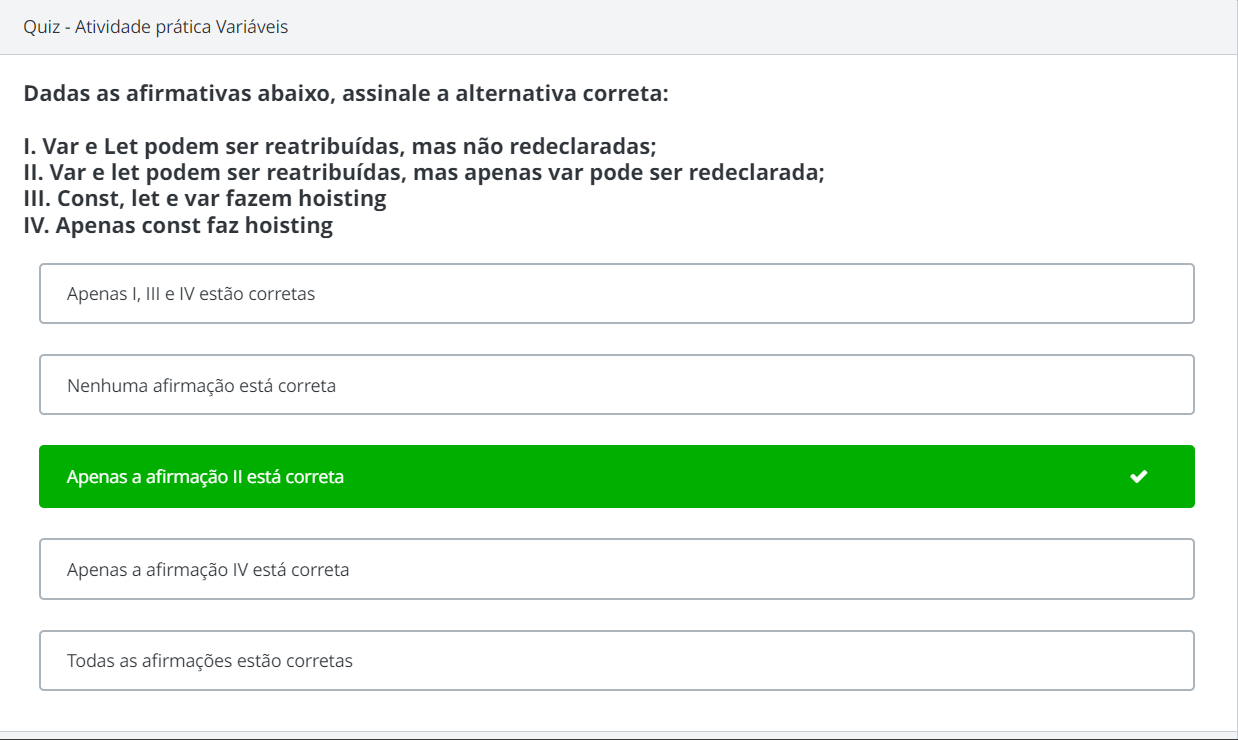 Quiz - Atividade prática Variáveis
Dadas as afirmativas abaixo, assinale a alternativa correta:
I. Var e Let podem ser reatribuídas, mas não redeclaradas;
II. Var e let podem ser reatribuídas, mas apenas var pode ser redeclarada;
III. Const, let e var fazem hoisting
IV. Apenas const faz hoisting
Apenas I, III e IV estão corretas
Nenhuma afirmação está correta
Apenas a afirmação II está correta
Apenas a afirmação IV está correta
Todas as afirmações estão corretas